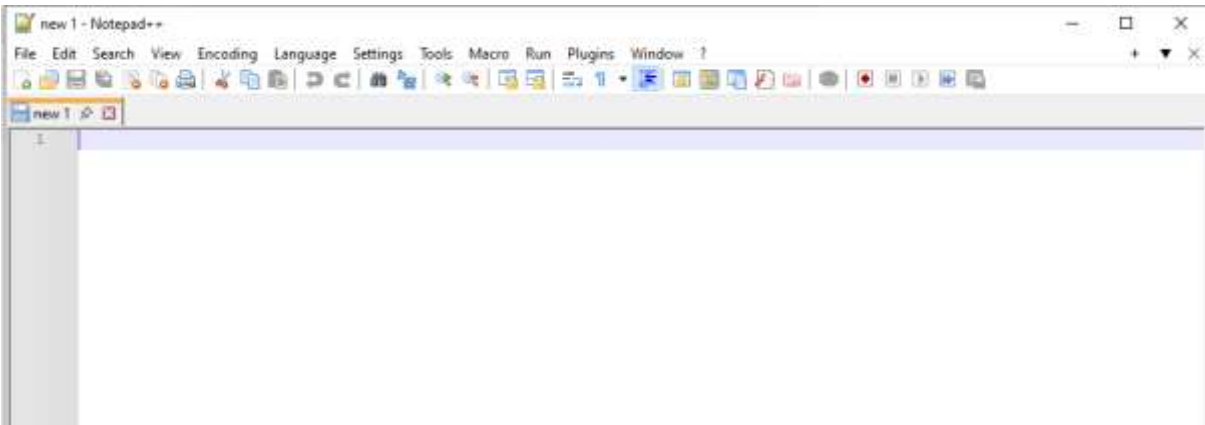 new 1 - Notepad++
File Edit Search View Encoding Language Settings Tools Macro Run Plugins Window ?
new 1
1